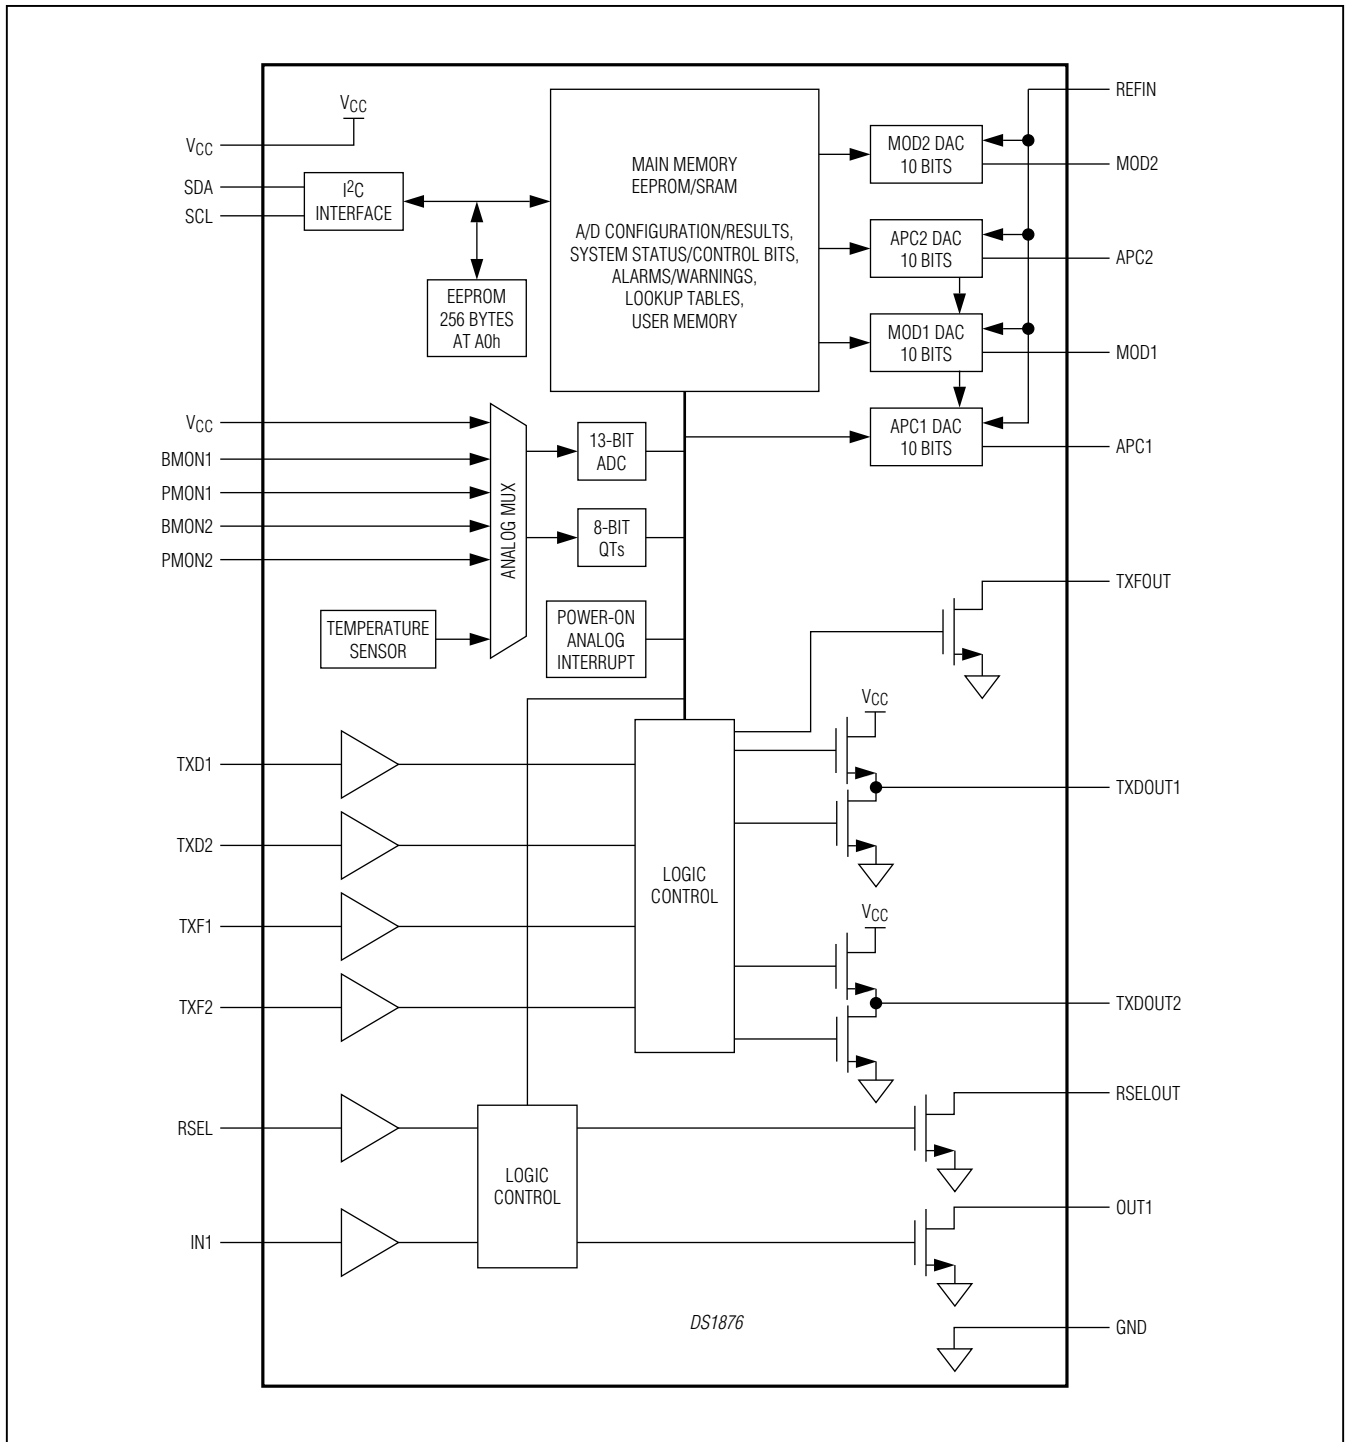 VCC
VCC
SDA
SCL
I2C
INTERFACE
EEPROM
256 BYTES
AT A0h
MAIN MEMORY
EEPROM/SRAM
A/D CONFIGURATION/RESULTS,
SYSTEM STATUS/CONTROL BITS,
ALARMS/WARNINGS,
LOOKUP TABLES,
USER MEMORY
MOD2 DAC
10 BITS
APC2 DAC
10 BITS
MOD1 DAC
10 BITS
APC1 DAC
10 BITS
REFIN
MOD2
APC2
MOD1
APC1
VCC
BMON1
PMON1
BMON2
PMON2
ANALOG MUX
13-BIT
ADC
8-BIT
QTs
TEMPERATURE
SENSOR
POWER-ON
ANALOG
INTERRUPT
TXFOUT
TXD1
TXD2
TXF1
TXF2
LOGIC
CONTROL
VCC
TXDOUT1
VCC
TXDOUT2
RSEL
IN1
LOGIC
CONTROL
RSELOUT
OUT1
DS1876
GND